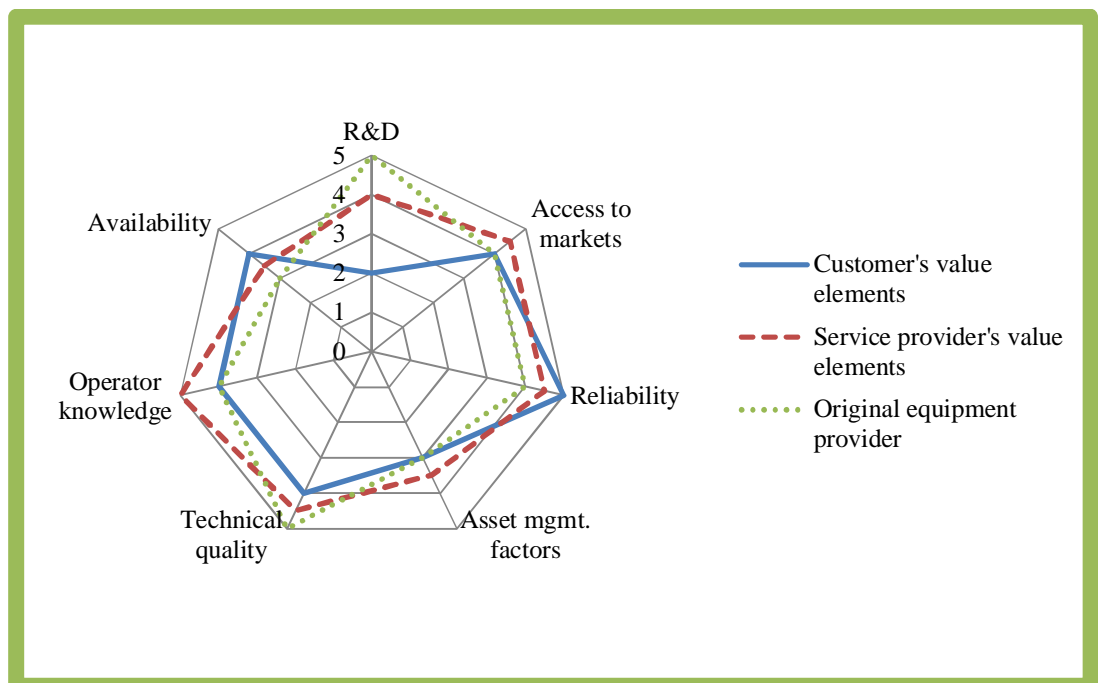 R&D
5
4
3
2
1
0
Availability
Access to
markets
Operator
knowledge
Reliability
Technical
quality
Asset mgmt.
factors
Customer's value
elements
Service provider's value
elements
Original equipment
provider